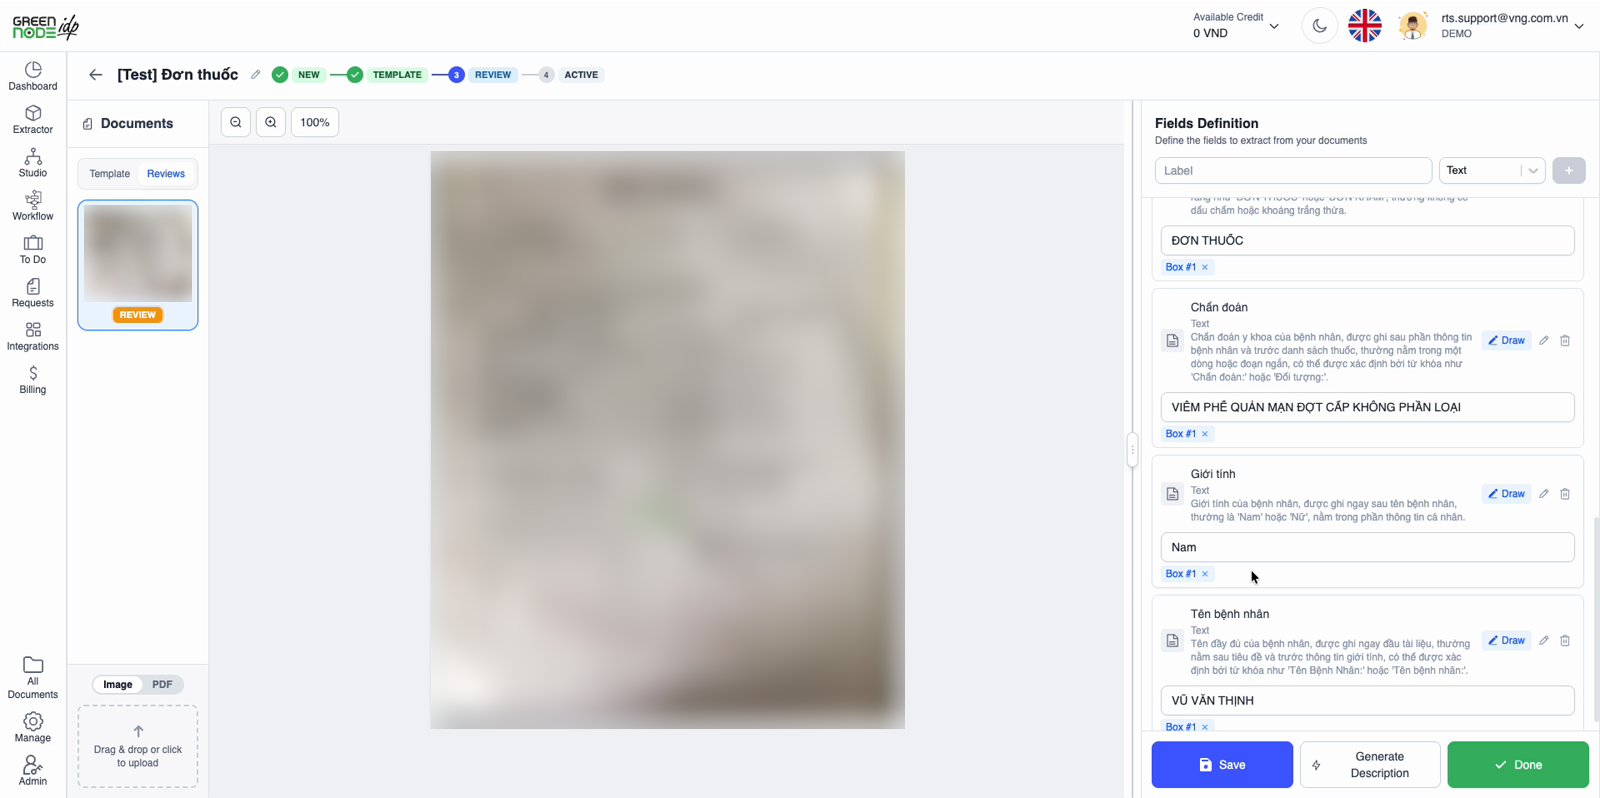 GREEN
NODE idp
Available Credit
0 VND
rts.support@vng.com.vn
DEMO
Dashboard
Extractor
Studio
Workflow
To Do
Requests
Integrations
Billing
All
Documents
Manage
Admin
[Test] Đơn thuốc
NEW
TEMPLATE
3 REVIEW
4 ACTIVE
Documents
Template Reviews
REVIEW
Image PDF
Drag & drop or click
to upload
100%
Fields Definition
Define the fields to extract from your documents
Label
Text
+
dấu chấm hoặc khoảng trắng thừa.
ĐƠN THUỐC
Box #1 ×
Chẩn đoán
Text
Chẩn đoán y khoa của bệnh nhân, được ghi sau phần thông tin
bệnh nhân và trước danh sách thuốc, thường nằm trong một
dòng hoặc đoạn ngắn, có thể được xác định bởi từ khóa như
'Chẩn đoán:' hoặc 'Đối tượng:'.
Draw
VIÊM PHẾ QUẢN MẠN ĐỢT CẤP KHÔNG PHẦN LOẠI
Box #1 ×
Giới tính
Text
Giới tính của bệnh nhân, được ghi ngay sau tên bệnh nhân,
thường là 'Nam' hoặc 'Nữ', nằm trong phần thông tin cá nhân.
Draw
Nam
Box #1 ×
Tên bệnh nhân
Text
Tên đầy đủ của bệnh nhân, được ghi ngay đầu tài liệu, thường
nằm sau tiêu đề và trước thông tin giới tính, có thể được xác
định bởi từ khóa như 'Tên Bệnh Nhân:' hoặc 'Tên bệnh nhân:'.
Draw
VŨ VĂN THỊNH
Box #1 ×
Save
Generate
Description
Done